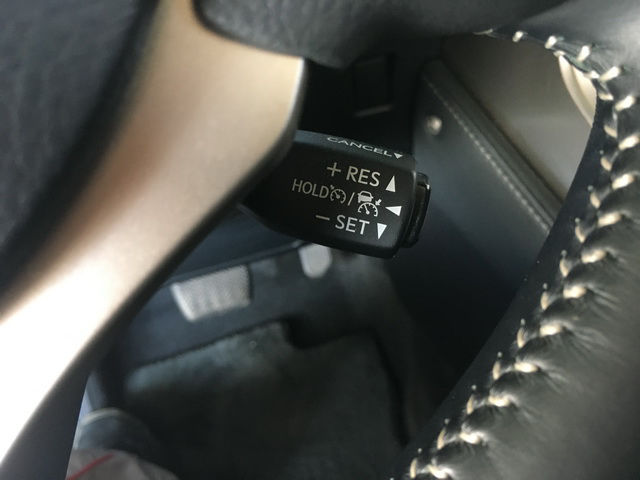 CANCEL
+ RES
HOLD /
− SET